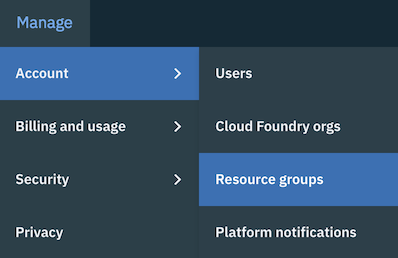 Manage
Account
Billing and usage
Security
Privacy
Users
Cloud Foundry orgs
Resource groups
Platform notifications